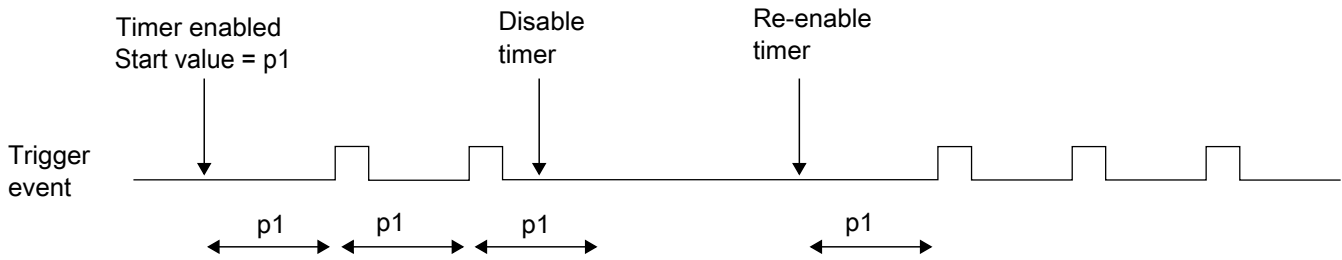 Timer enabled
Start value = p1
Disable
timer
Re-enable
timer
Trigger
event
p1
p1
p1
p1